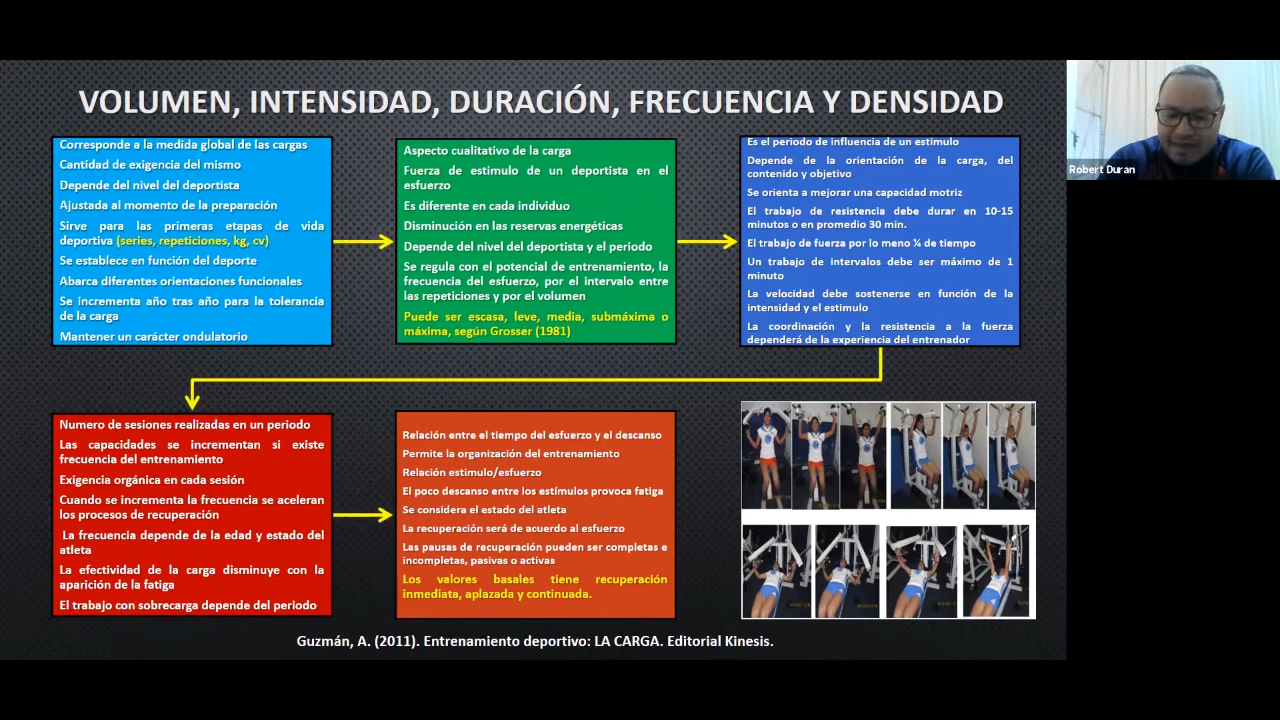 VOLUMEN, INTENSIDAD, DURACIÓN, FRECUENCIA Y DENSIDAD
Corresponde a la medida global de las cargas
Cantidad de exigencia del mismo
Depende del nivel del deportista
Ajustada al momento de la preparación
Sirve para las primeras etapas de vida
deportiva (series, repeticiones, kg, cv)
Se establece en función del deporte
Abarca diferentes orientaciones funcionales
Se incrementa año tras año para la tolerancia
de la carga
Mantener un carácter ondulatorio
Aspecto cualitativo de la carga
Fuerza de estimulo de un deportista en el
esfuerzo
Es diferente en cada individuo
Disminución en las reservas energéticas
Depende del nivel del deportista y el periodo
Se regula con el potencial de entrenamiento, la
frecuencia del esfuerzo, por el intervalo entre
las repeticiones y por el volumen
Puede ser escasa, leve, media, submáxima o
máxima, según Grosser (1981)
Es el periodo de influencia de un estimulo
Depende de la orientación de la carga, del
contenido y objetivo
Se orienta a mejorar una capacidad motriz
El trabajo de resistencia debe durar en 10-15
minutos o en promedio 30 min.
El trabajo de fuerza por lo meno ¼ de tiempo
Un trabajo de intervalos debe ser máximo de 1
minuto
La velocidad debe sostenerse en función de la
intensidad y el estimulo
La coordinación y la resistencia a la fuerza
dependerá de la experiencia del entrenador
Robert Duran
Numero de sesiones realizadas en un periodo
Las capacidades se incrementan si existe
frecuencia del entrenamiento
Exigencia orgánica en cada sesión
Cuando se incrementa la frecuencia se aceleran
los procesos de recuperación
La frecuencia depende de la edad y estado del
atleta
La efectividad de la carga disminuye con la
aparición de la fatiga
El trabajo con sobrecarga depende del periodo
Relación entre el tiempo del esfuerzo y el descanso
Permite la organización del entrenamiento
Relación estimulo/esfuerzo
El poco descanso entre los estímulos provoca fatiga
Se considera el estado del atleta
La recuperación será de acuerdo al esfuerzo
Las pausas de recuperación pueden ser completas e
incompletas, pasivas o activas
Los valores basales tiene recuperación
inmediata, aplazada y continuada.
Guzmán, A. (2011). Entrenamiento deportivo: LA CARGA. Editorial Kinesis.